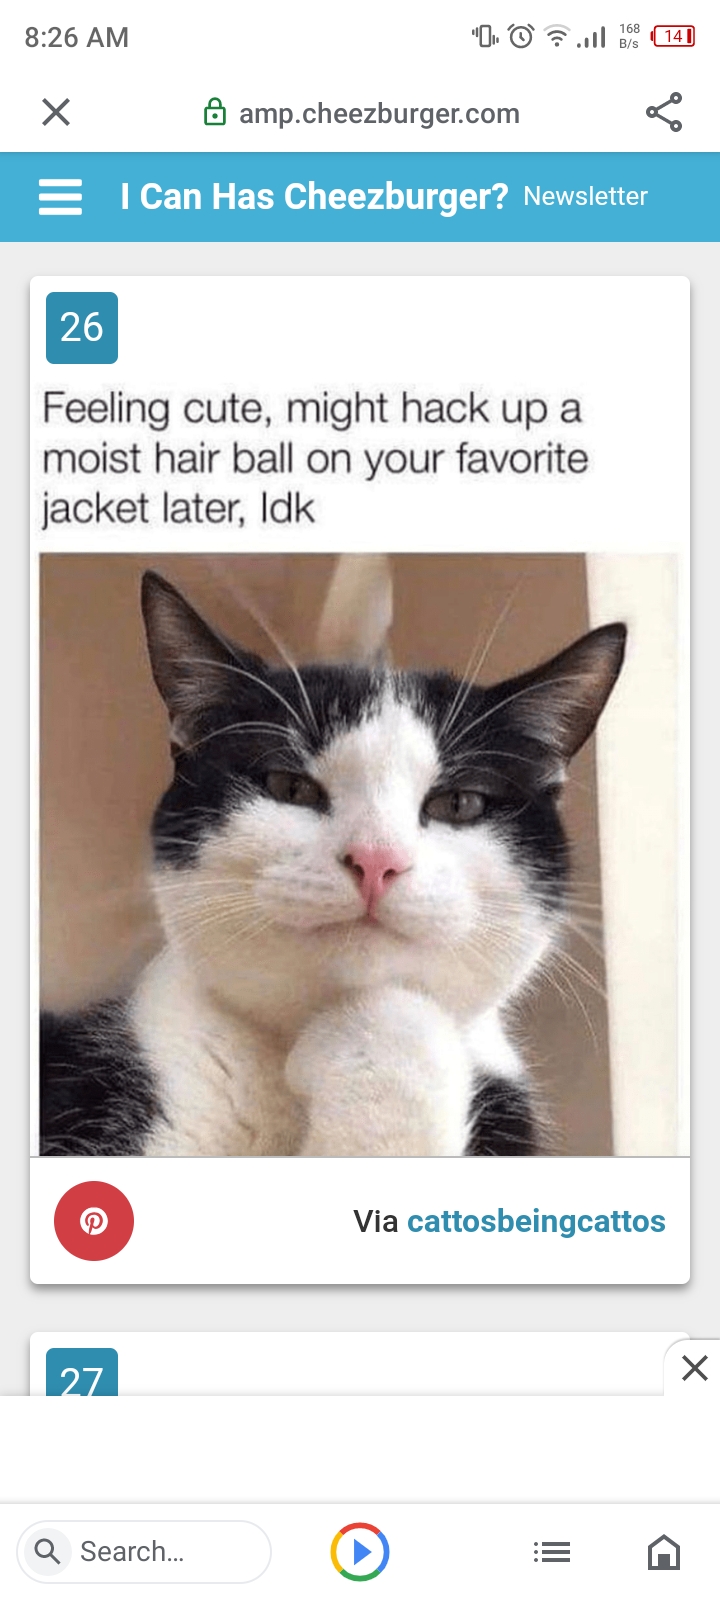 8:26 AM
168
B/s
14
amp.cheezburger.com
I Can Has Cheezburger? Newsletter
26
Feeling cute, might hack up a
moist hair ball on your favorite
jacket later, Idk
Via cattosbeingcattos
27
Search...